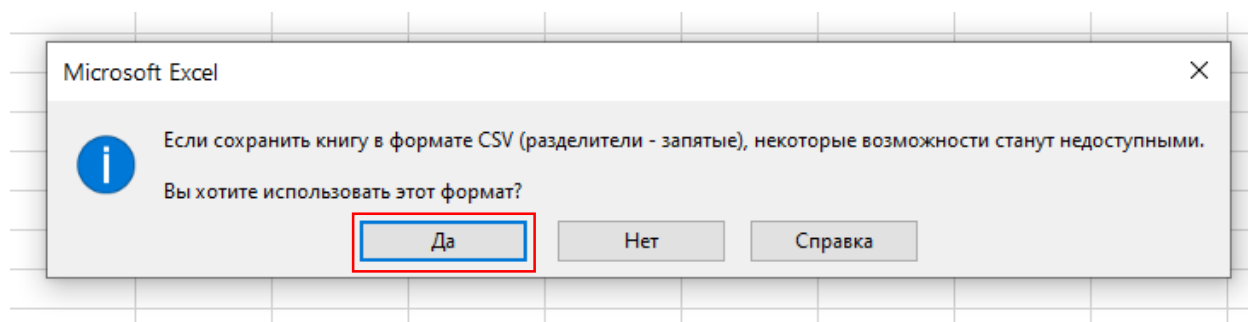 Microsoft Excel
Если сохранить книгу в формате CSV (разделители - запятые), некоторые возможности станут недоступными.
Вы хотите использовать этот формат?
Да Нет Справка